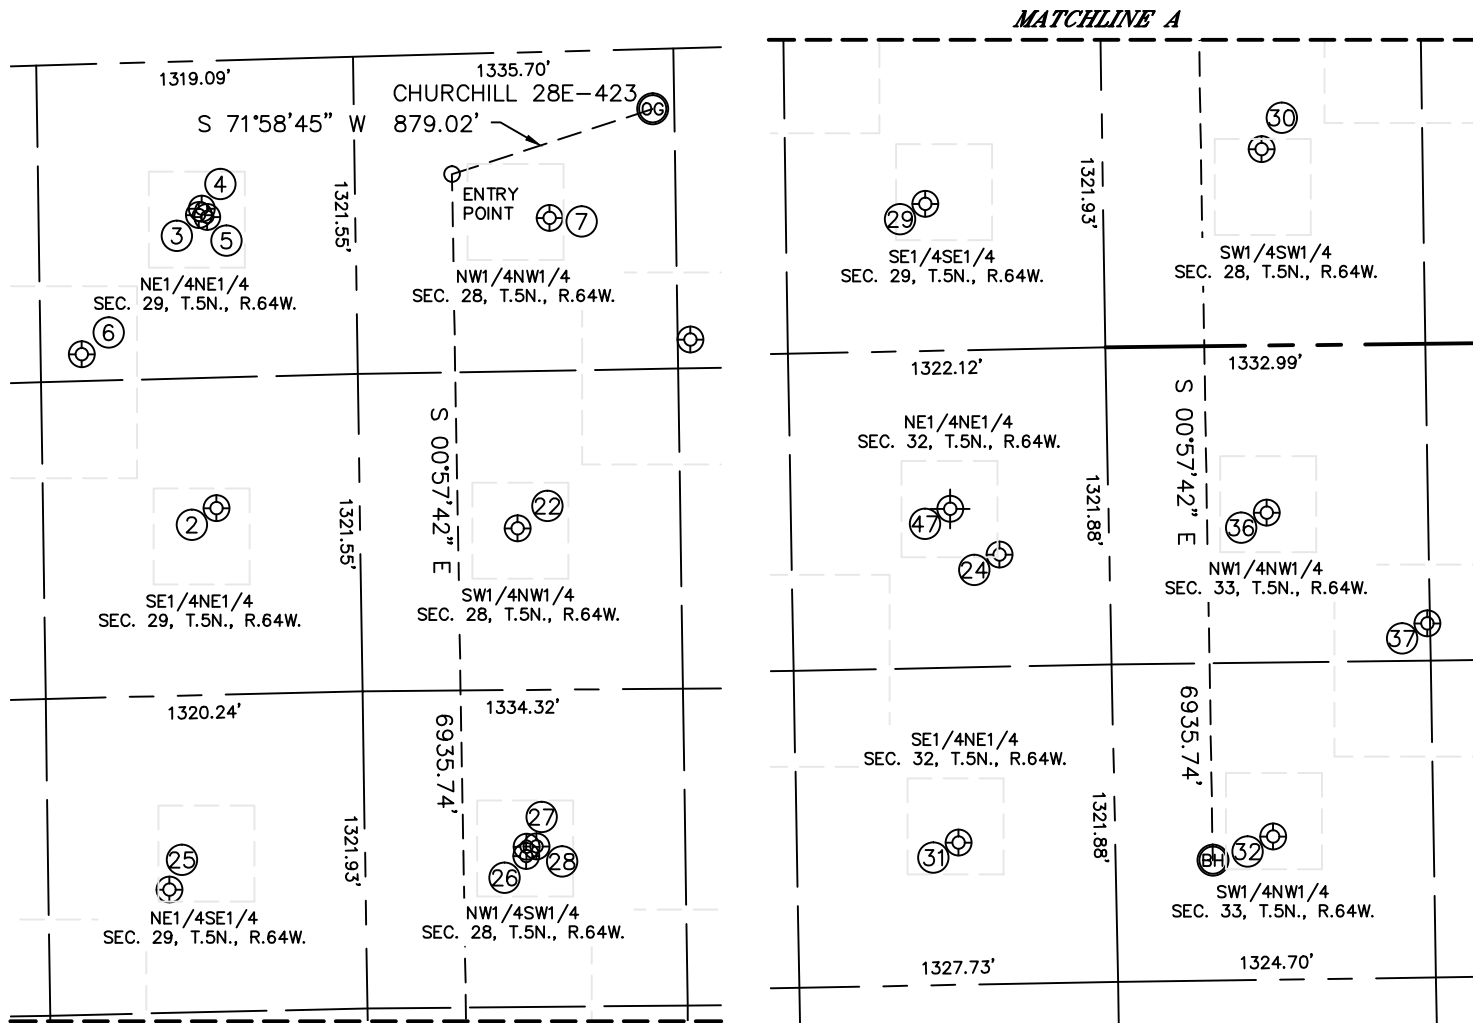 MATCHLINE A
1319.09'
1335.70'
CHURCHILL 28E-423
OG
S 71°58'45" W 879.02'
ENTRY
POINT
1321.55'
4
3
5
7
NE1/4NE1/4
SEC. 29, T.5N., R.64W.
NW1/4NW1/4
SEC. 28, T.5N., R.64W.
6
S 00°57'42" E
2
22
1321.55'
SE1/4NE1/4
SEC. 29, T.5N., R.64W.
SW1/4NW1/4
SEC. 28, T.5N., R.64W.
1320.24'
1334.32'
6935.74'
1321.93'
25
27
26
28
NE1/4SE1/4
SEC. 29, T.5N., R.64W.
NW1/4SW1/4
SEC. 28, T.5N., R.64W.
30
1321.93'
29
SE1/4SE1/4
SEC. 29, T.5N., R.64W.
SW1/4SW1/4
SEC. 28, T.5N., R.64W.
1322.12'
1332.99'
S 00°57'42" E
NE1/4NE1/4
SEC. 32, T.5N., R.64W.
47
24
1321.88'
36
NW1/4NW1/4
SEC. 33, T.5N., R.64W.
37
6935.74'
SE1/4NE1/4
SEC. 32, T.5N., R.64W.
1321.88'
31
BH
32
SW1/4NW1/4
SEC. 33, T.5N., R.64W.
1327.73'
1324.70'